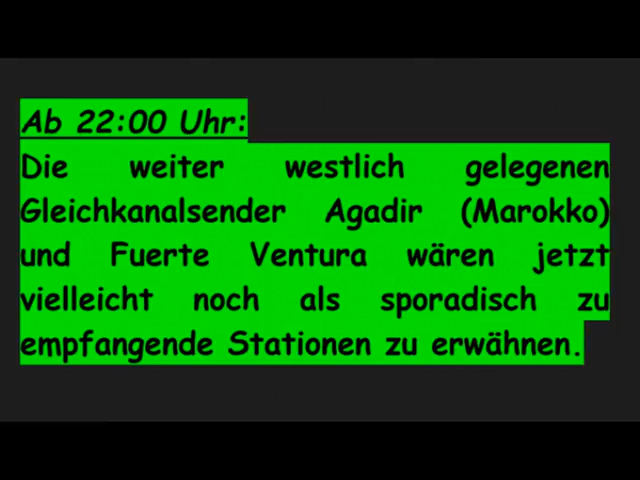 Ab 22:00 Uhr:
Die weiter westlich gelegenen
Gleichkanalsender Agadir (Marokko)
und Fuerte Ventura wären jetzt
vielleicht noch als sporadisch zu
empfangende Stationen zu erwähnen.